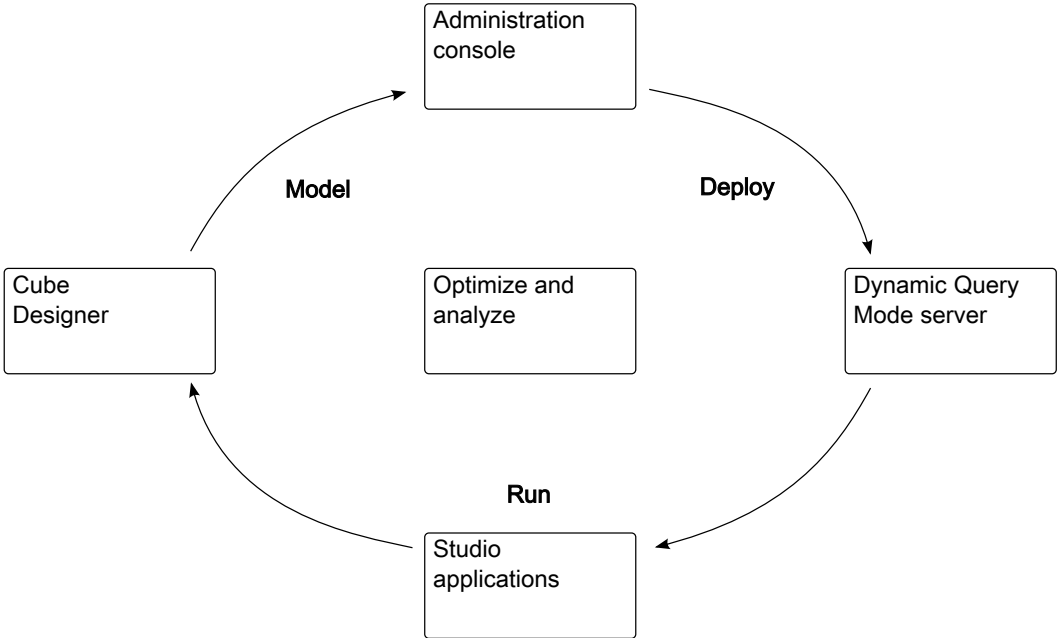 Administration
console
Model
Deploy
Cube
Designer
Optimize and
analyze
Dynamic Query
Mode server
Run
Studio
applications